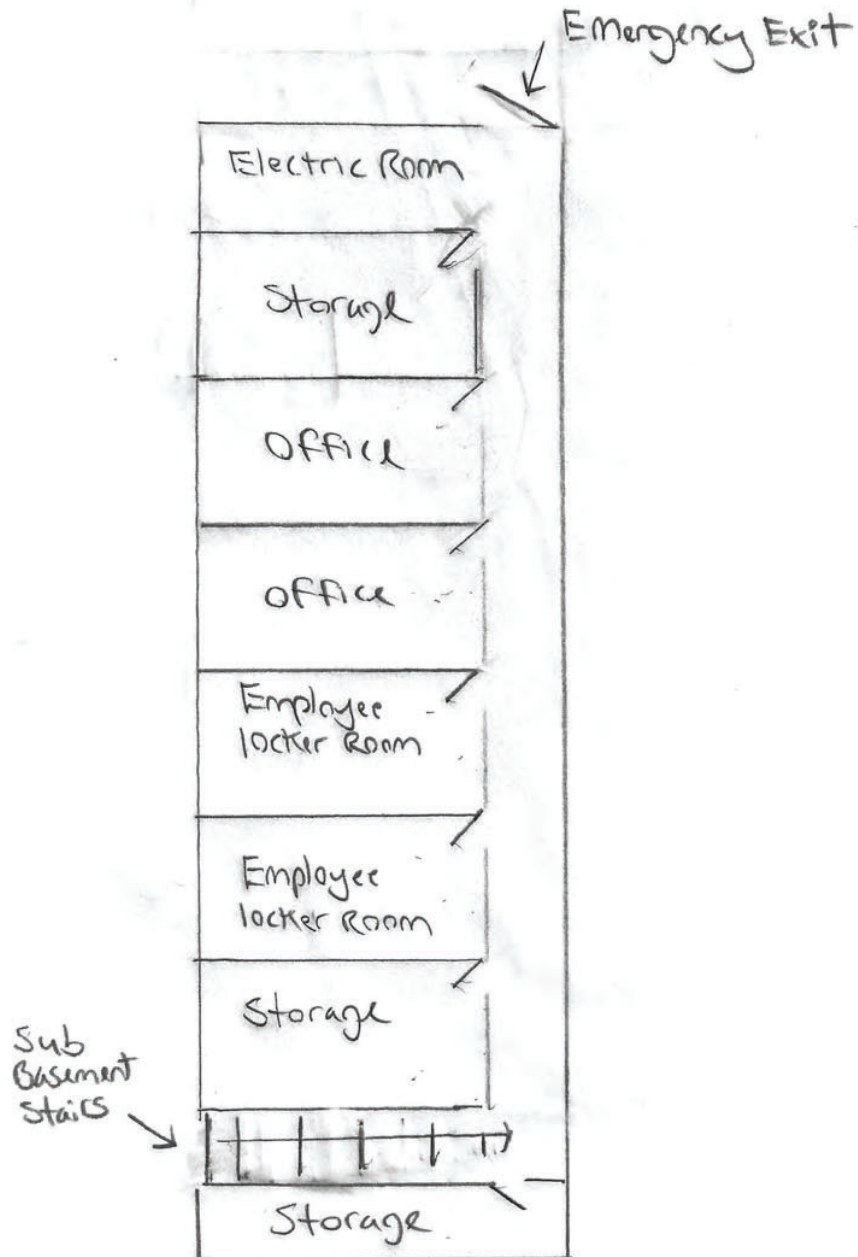 Emergency Exit
Electric Room
Storage
Office
Office
Employee
locker Room
Employee
locker Room
Storage
Sub
Basement
Stairs
Storage